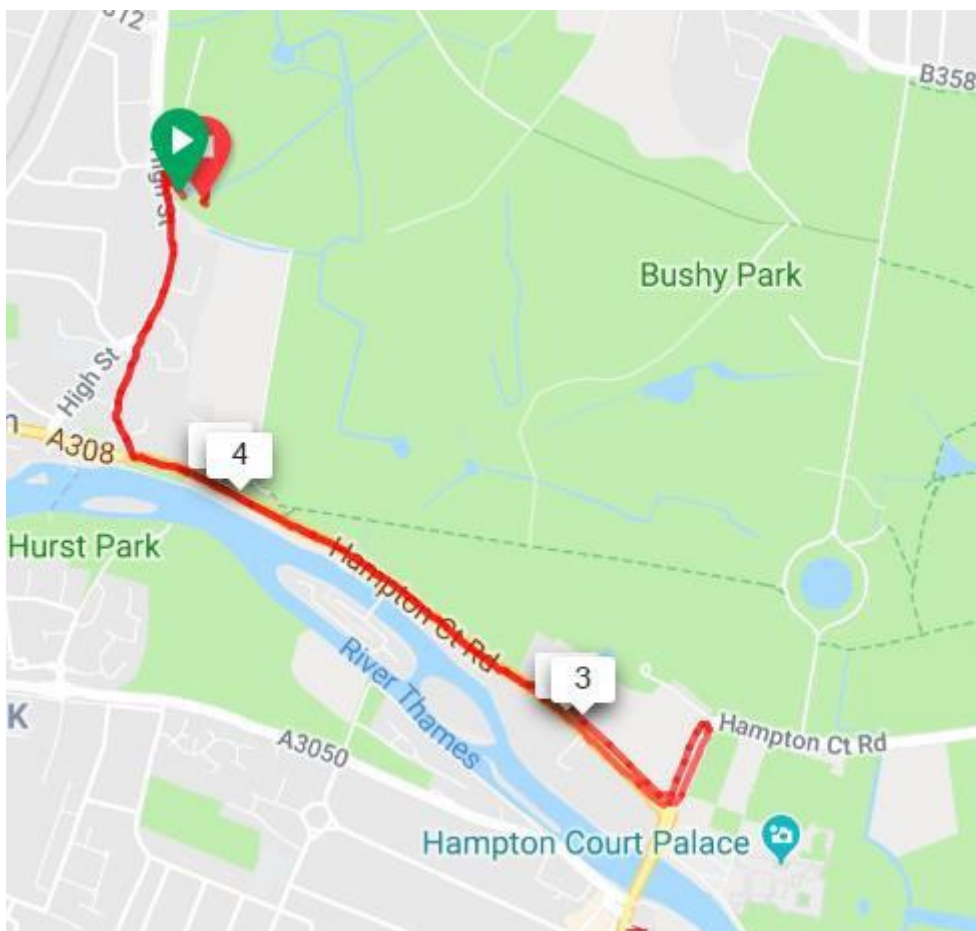 312
B358
High St
Bushy Park
High St
A308
4
Hurst Park
Hampton Ct Rd
River Thames
3
K
A3050
Hampton Ct Rd
Hampton Court Palace